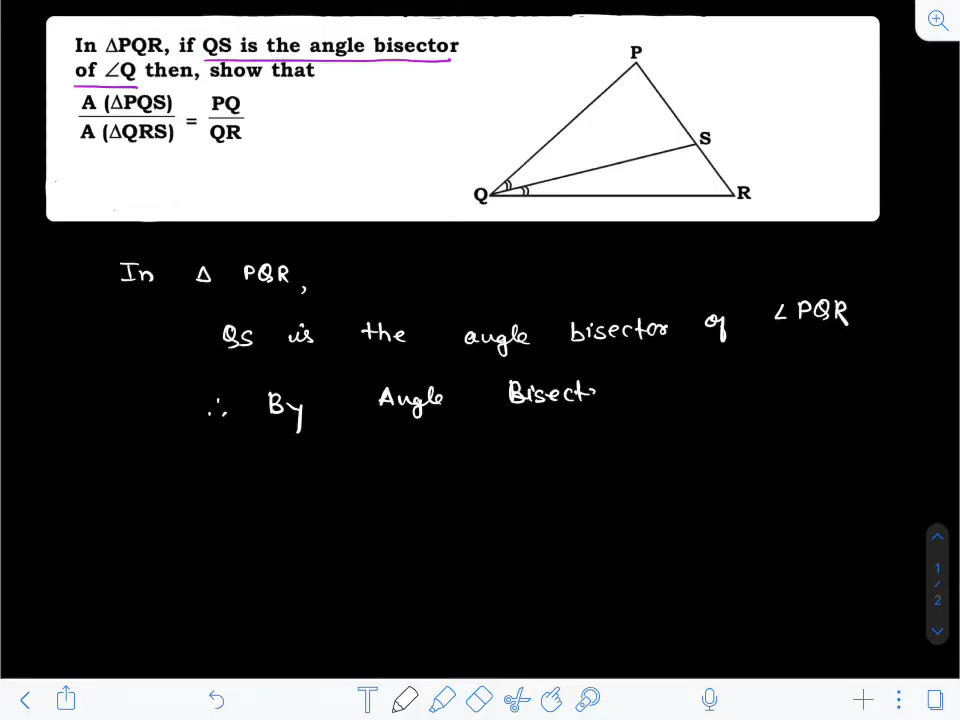 In ΔPQR, if QS is the angle bisector
of ∠Q then, show that
A (ΔPQS) / A (ΔQRS) = PQ / QR
P
S
Q
R
In Δ PQR,
QS is the angle bisector of ∠PQR
∴ By Angle Bisect
1
/
2
T